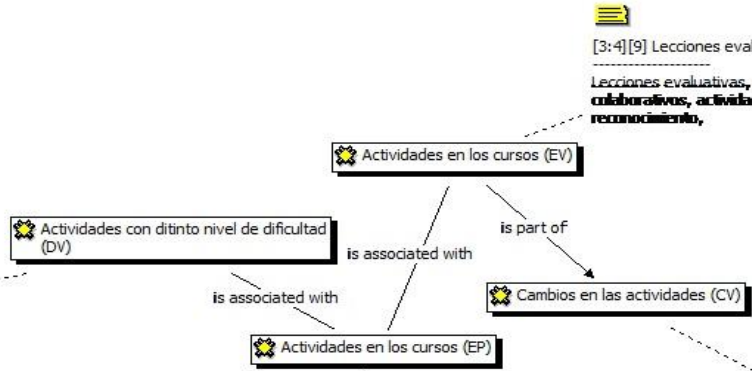 [3:4][9] Lecciones eval
--------------------
Lecciones evaluativas,
colaborativos, activida
reconocimiento,
Actividades en los cursos (EV)
Actividades con ditinto nivel de dificultad
(DV)
is part of
is associated with
is associated with
Cambios en las actividades (CV)
Actividades en los cursos (EP)